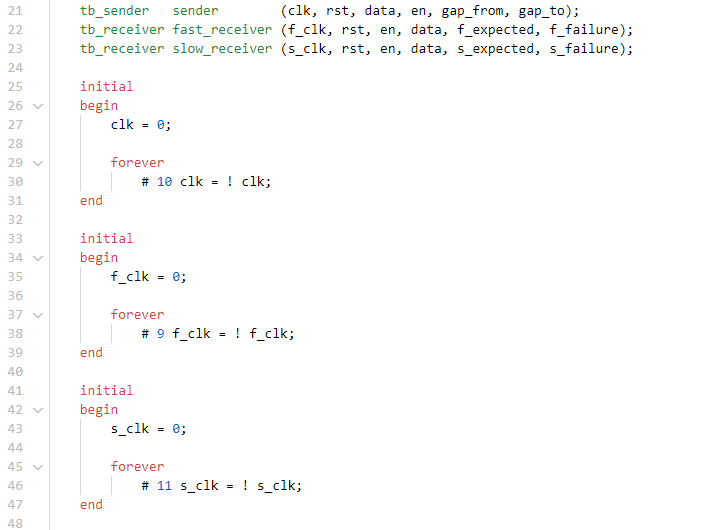 21 tb_sender   sender        (clk, rst, data, en, gap_from, gap_to);
22 tb_receiver fast_receiver (f_clk, rst, en, data, f_expected, f_failure);
23 tb_receiver slow_receiver (s_clk, rst, en, data, s_expected, s_failure);
24
25 initial
26 begin
27     clk = 0;
28
29     forever
30         # 10 clk = ! clk;
31 end
32
33 initial
34 begin
35     f_clk = 0;
36
37     forever
38         # 9 f_clk = ! f_clk;
39 end
40
41 initial
42 begin
43     s_clk = 0;
44
45     forever
46         # 11 s_clk = ! s_clk;
47 end
48